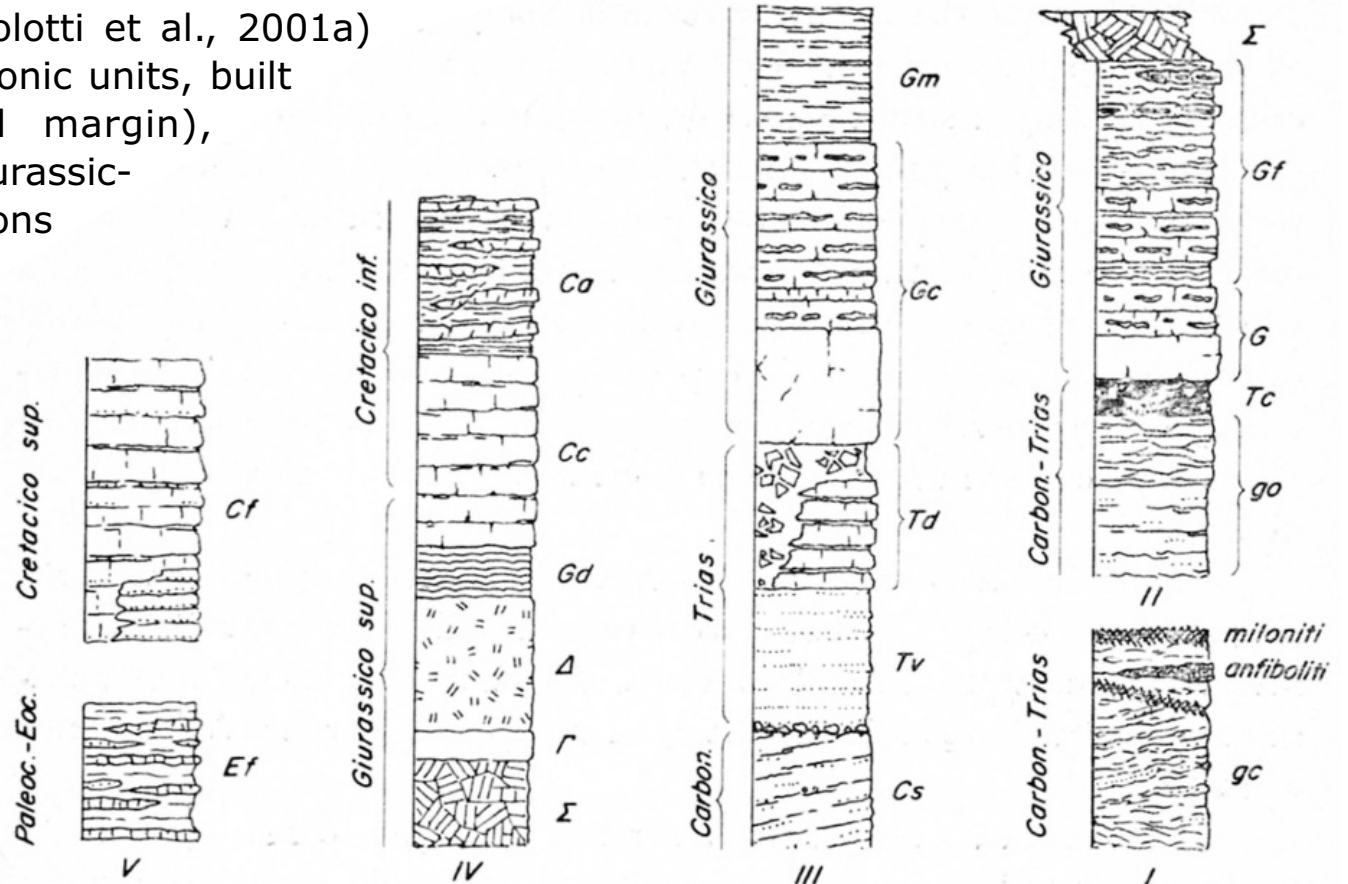 olotti et al., 2001a)
onic units, built
margin),
urassic-
ons
Cretacico sup.
Cf
Paleoc.-Eoc.
Ef
V
Cretacico inf.
Giurassico sup.
Ca
Cc
Gd
Δ
Γ
Σ
IV
Giurassico
Trias
Carbon.
Gm
Gc
Td
Tv
Cs
III
Giurassico
Carbon.-Trias
Σ
Gf
G
Tc
go
II
Carbon.-Trias
miloniti
anfiboliti
gc
I